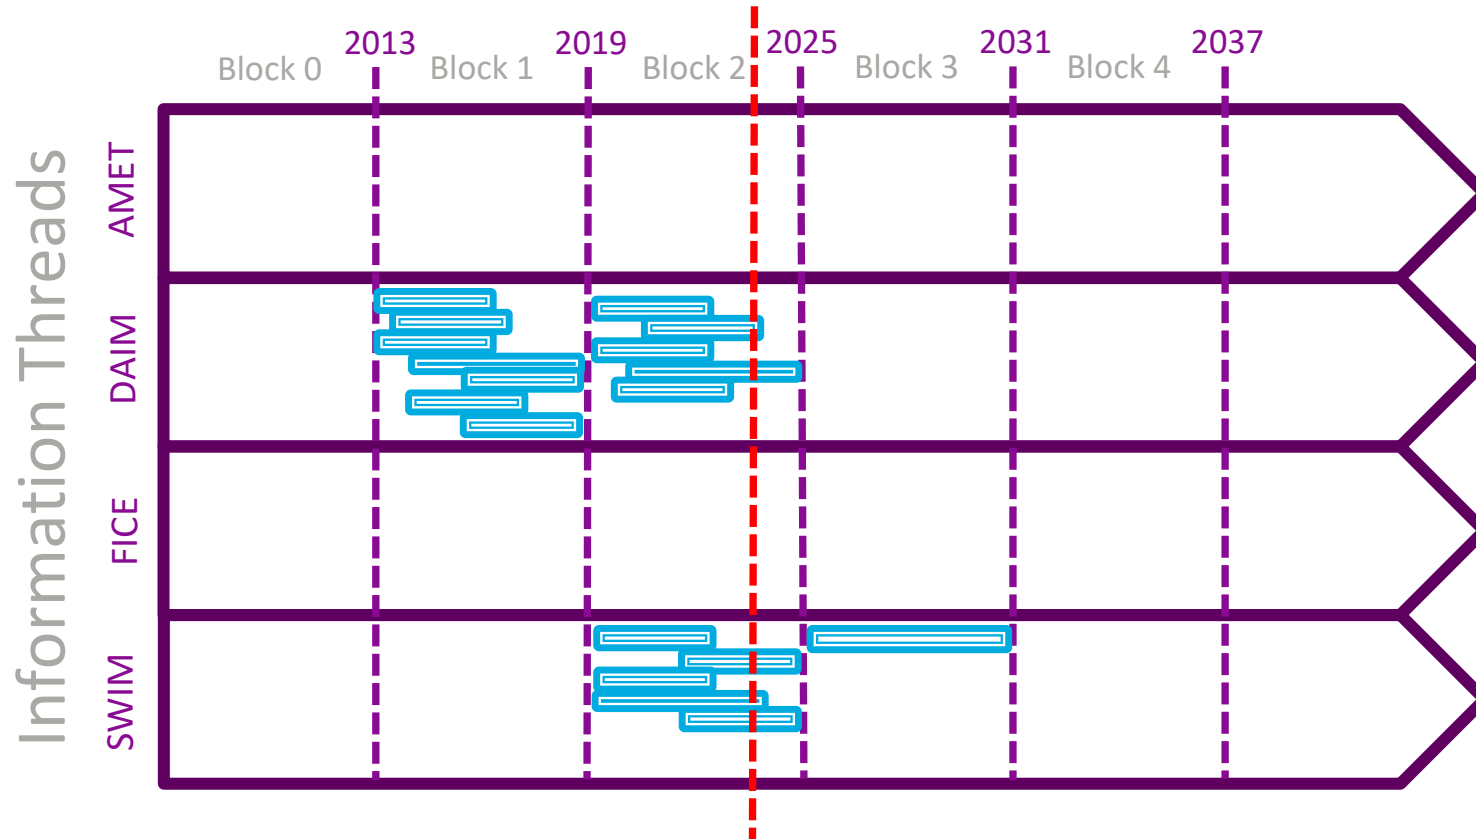 2013
2019
2025
2031
2037
Block 0
Block 1
Block 2
Block 3
Block 4
Information Threads
AMET
DAIM
FICE
SWIM